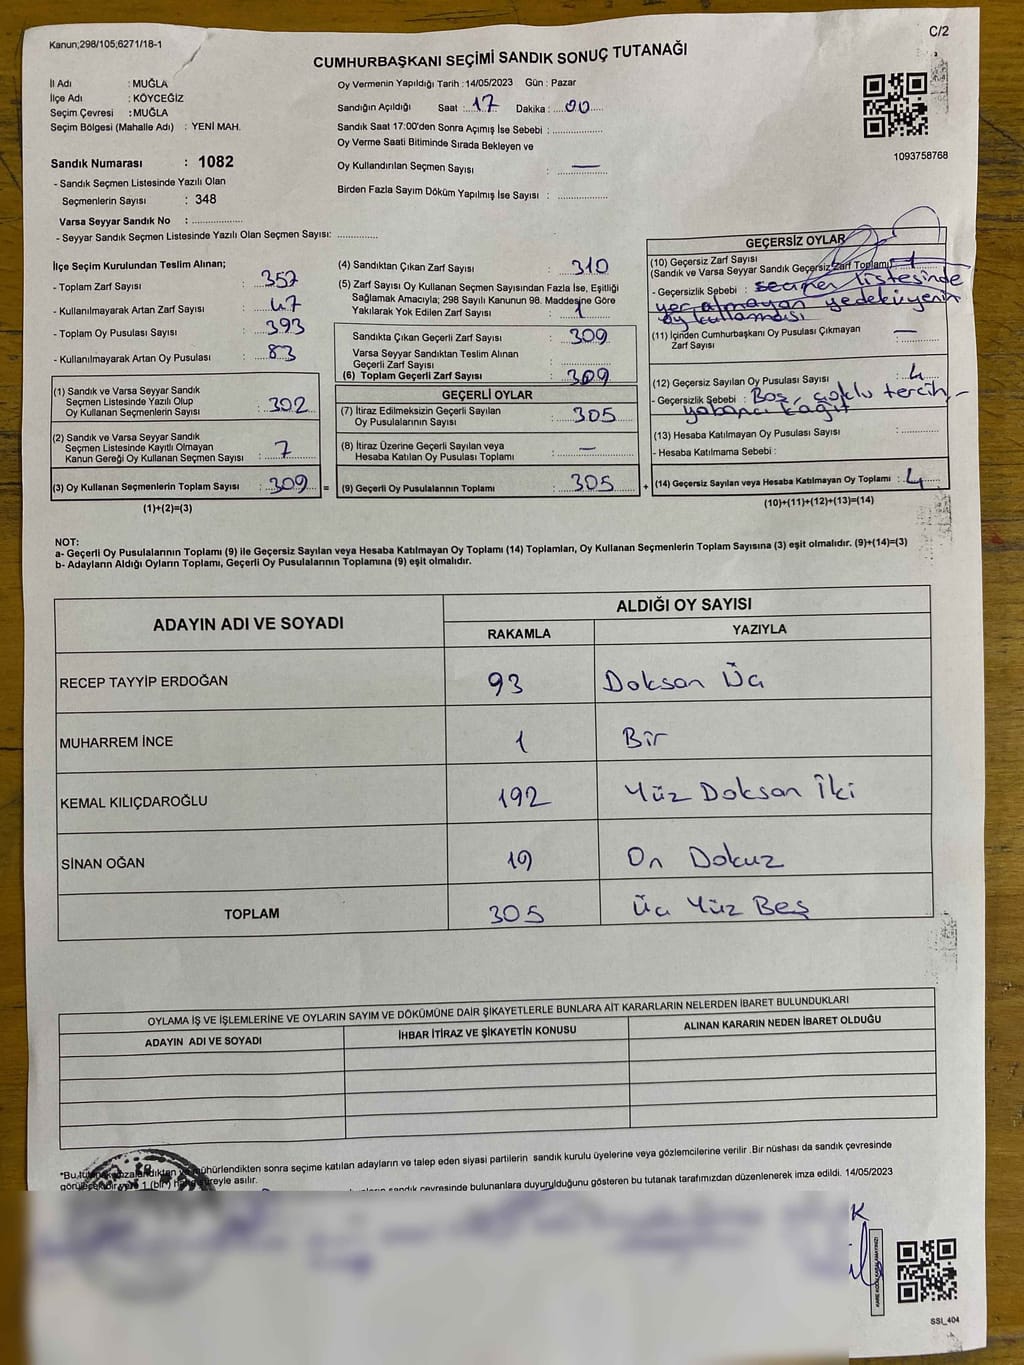 Kanun;298/105;6271/18-1
C/2
CUMHURBAŞKANI SEÇİMİ SANDIK SONUÇ TUTANAĞI
İl Adı : MUĞLA
İlçe Adı : KÖYCEĞİZ
Seçim Çevresi : MUĞLA
Seçim Bölgesi (Mahalle Adı) : YENİ MAH.
Sandık Numarası : 1082
- Sandık Seçmen Listesinde Yazılı Olan
Seçmenlerin Sayısı : 348
Varsa Seyyar Sandık No : ..................
- Seyyar Sandık Seçmen Listesinde Yazılı Olan Seçmen Sayısı: ..............
Oy Vermenin Yapıldığı Tarih : 14/05/2023 Gün : Pazar
Sandığın Açıldığı Saat : 17 Dakika : 00
Sandık Saat 17:00'den Sonra Açımış İse Sebebi : ..................
Oy Verme Saati Bitiminde Sırada Bekleyen ve
Oy Kullandırılan Seçmen Sayısı : —
Birden Fazla Sayım Döküm Yapılmış İse Sayısı : ..................
1093758768
İlçe Seçim Kurulundan Teslim Alınan;
- Toplam Zarf Sayısı : 357
- Kullanılmayarak Artan Zarf Sayısı : 47
- Toplam Oy Pusulası Sayısı : 393
- Kullanılmayarak Artan Oy Pusulası : 83
(1) Sandık ve Varsa Seyyar Sandık
Seçmen Listesinde Yazılı Olup
Oy Kullanan Seçmenlerin Sayısı : 302
(2) Sandık ve Varsa Seyyar Sandık
Seçmen Listesinde Kayıtlı Olmayan
Kanun Gereği Oy Kullanan Seçmen Sayısı : 7
(3) Oy Kullanan Seçmenlerin Toplam Sayısı : 309 =
(1)+(2)=(3)
(4) Sandıktan Çıkan Zarf Sayısı : 310
(5) Zarf Sayısı Oy Kullanan Seçmen Sayısından Fazla İse, Eşitliği
Sağlamak Amacıyla; 298 Sayılı Kanunun 98. Maddesine Göre
Yakılarak Yok Edilen Zarf Sayısı : 1
Sandıkta Çıkan Geçerli Zarf Sayısı : 309
Varsa Seyyar Sandıktan Teslim Alınan
Geçerli Zarf Sayısı :
(6) Toplam Geçerli Zarf Sayısı : 309
GEÇERLİ OYLAR
(7) İtiraz Edilmeksizin Geçerli Sayılan
Oy Pusulalarının Sayısı : 305
(8) İtiraz Üzerine Geçerli Sayılan veya
Hesaba Katılan Oy Pusulası Toplamı : —
(9) Geçerli Oy Pusulalarının Toplamı : 305 +
GEÇERSİZ OYLAR
(10) Geçersiz Zarf Sayısı
(Sandık ve Varsa Seyyar Sandık Geçersiz Zarf Toplamı) : 1
- Geçersizlik Sebebi : seçmen listesinde
yer almayan yedek üyenin
oy kullanması
(11) İçinden Cumhurbaşkanı Oy Pusulası Çıkmayan
Zarf Sayısı : —
(12) Geçersiz Sayılan Oy Pusulası Sayısı : 4
- Geçersizlik Sebebi : Boş, çoklu tercih,-
yabancı kağıt
(13) Hesaba Katılmayan Oy Pusulası Sayısı :
- Hesaba Katılmama Sebebi :
(14) Geçersiz Sayılan veya Hesaba Katılmayan Oy Toplamı : 4
(10)+(11)+(12)+(13)=(14)
NOT:
a- Geçerli Oy Pusulalarının Toplamı (9) ile Geçersiz Sayılan veya Hesaba Katılmayan Oy Toplamı (14) Toplamları, Oy Kullanan Seçmenlerin Toplam Sayısına (3) eşit olmalıdır. (9)+(14)=(3)
b- Adayların Aldığı Oyların Toplamı, Geçerli Oy Pusulalarının Toplamına (9) eşit olmalıdır.
ADAYIN ADI VE SOYADI
ALDIĞI OY SAYISI
RAKAMLA YAZIYLA
RECEP TAYYİP ERDOĞAN 93 Doksan Üç
MUHARREM İNCE 1 Bir
KEMAL KILIÇDAROĞLU 192 Yüz Doksan İki
SİNAN OĞAN 19 On Dokuz
TOPLAM 305 Üç Yüz Beş
OYLAMA İŞ VE İŞLEMLERİNE VE OYLARIN SAYIM VE DÖKÜMÜNE DAİR ŞİKAYETLERLE BUNLARA AİT KARARLARIN NELERDEN İBARET BULUNDUKLARI
ADAYIN ADI VE SOYADI İHBAR İTİRAZ VE ŞİKAYETİN KONUSU ALINAN KARARIN NEDEN İBARET OLDUĞU
mühürlendikten sonra seçime katılan adayların ve talep eden siyasi partilerin sandık kurulu üyelerine veya gözlemcilerine verilir .Bir nüshası da sandık çevresinde
süreyle asılır.
sandık çevresinde bulunanlara duyurulduğunu gösteren bu tutanak tarafımızdan düzenlenerek imza edildi. 14/05/2023
SSI_404